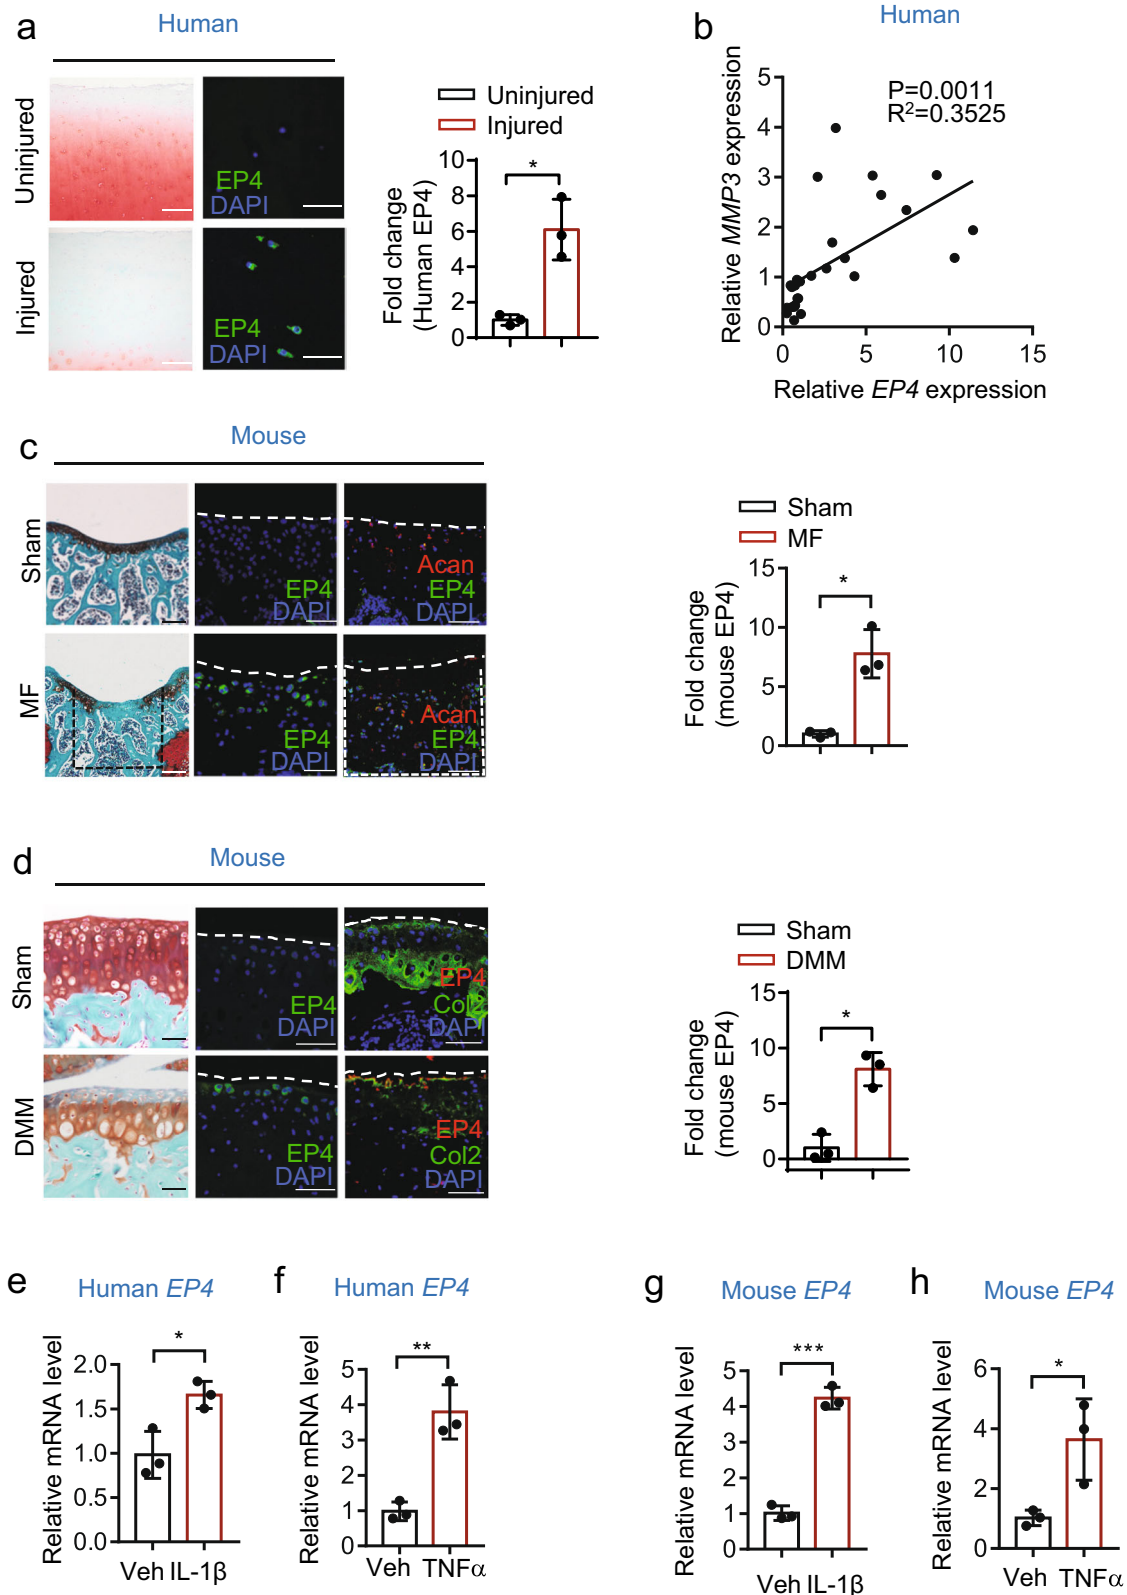 a
Human
Uninjured
EP4
DAPI
Injured
EP4
DAPI
Uninjured
Injured
Fold change
(Human EP4)
10
8
6
4
2
0
*
b
Human
Relative MMP3 expression
5
4
3
2
1
0
P=0.0011
R²=0.3525
0
5
10
15
Relative EP4 expression
c
Mouse
Sham
EP4
DAPI
Acan
EP4
DAPI
MF
EP4
DAPI
Acan
EP4
DAPI
Sham
MF
Fold change
(mouse EP4)
15
10
5
0
*
d
Mouse
Sham
EP4
DAPI
EP4
Col2
DAPI
DMM
EP4
DAPI
EP4
Col2
DAPI
Sham
DMM
Fold change
(mouse EP4)
15
10
5
0
*
e
Human EP4
Relative mRNA level
2.0
1.5
1.0
0.5
0.0
*
Veh IL-1β
f
Human EP4
Relative mRNA level
5
4
3
2
1
0
**
Veh TNFα
g
Mouse EP4
Relative mRNA level
5
4
3
2
1
0
***
Veh IL-1β
h
Mouse EP4
Relative mRNA level
6
4
2
0
*
Veh TNFα